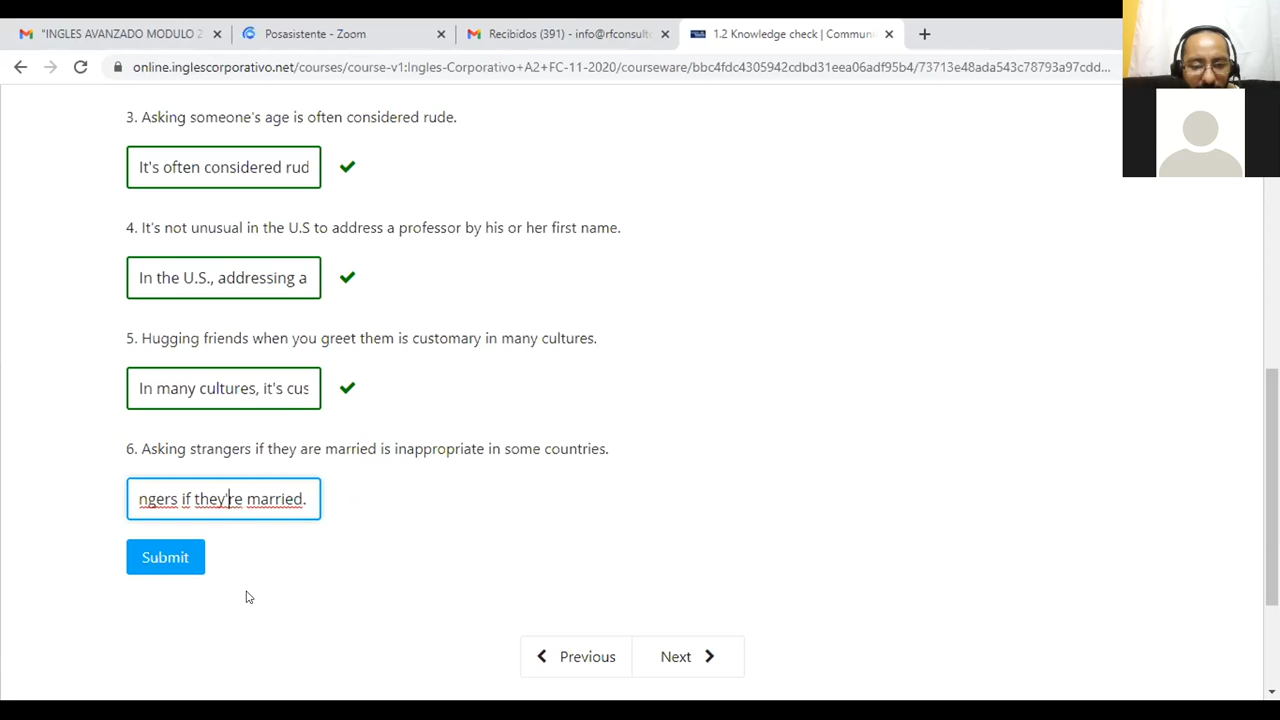 "INGLES AVANZADO MODULO 2
Posasistente - Zoom
Recibidos (391) - info@rfconsult
1.2 Knowledge check | Commun
online.inglescorporativo.net/courses/course-v1:Ingles-Corporativo+A2+FC-11-2020/courseware/bbc4fdc4305942cdbd31eea06adf95b4/73713e48ada543c78793a97cdd...
3. Asking someone's age is often considered rude.
It's often considered rud
4. It's not unusual in the U.S to address a professor by his or her first name.
In the U.S., addressing a
5. Hugging friends when you greet them is customary in many cultures.
In many cultures, it's cus
6. Asking strangers if they are married is inappropriate in some countries.
ngers if they're married.
Submit
Previous
Next